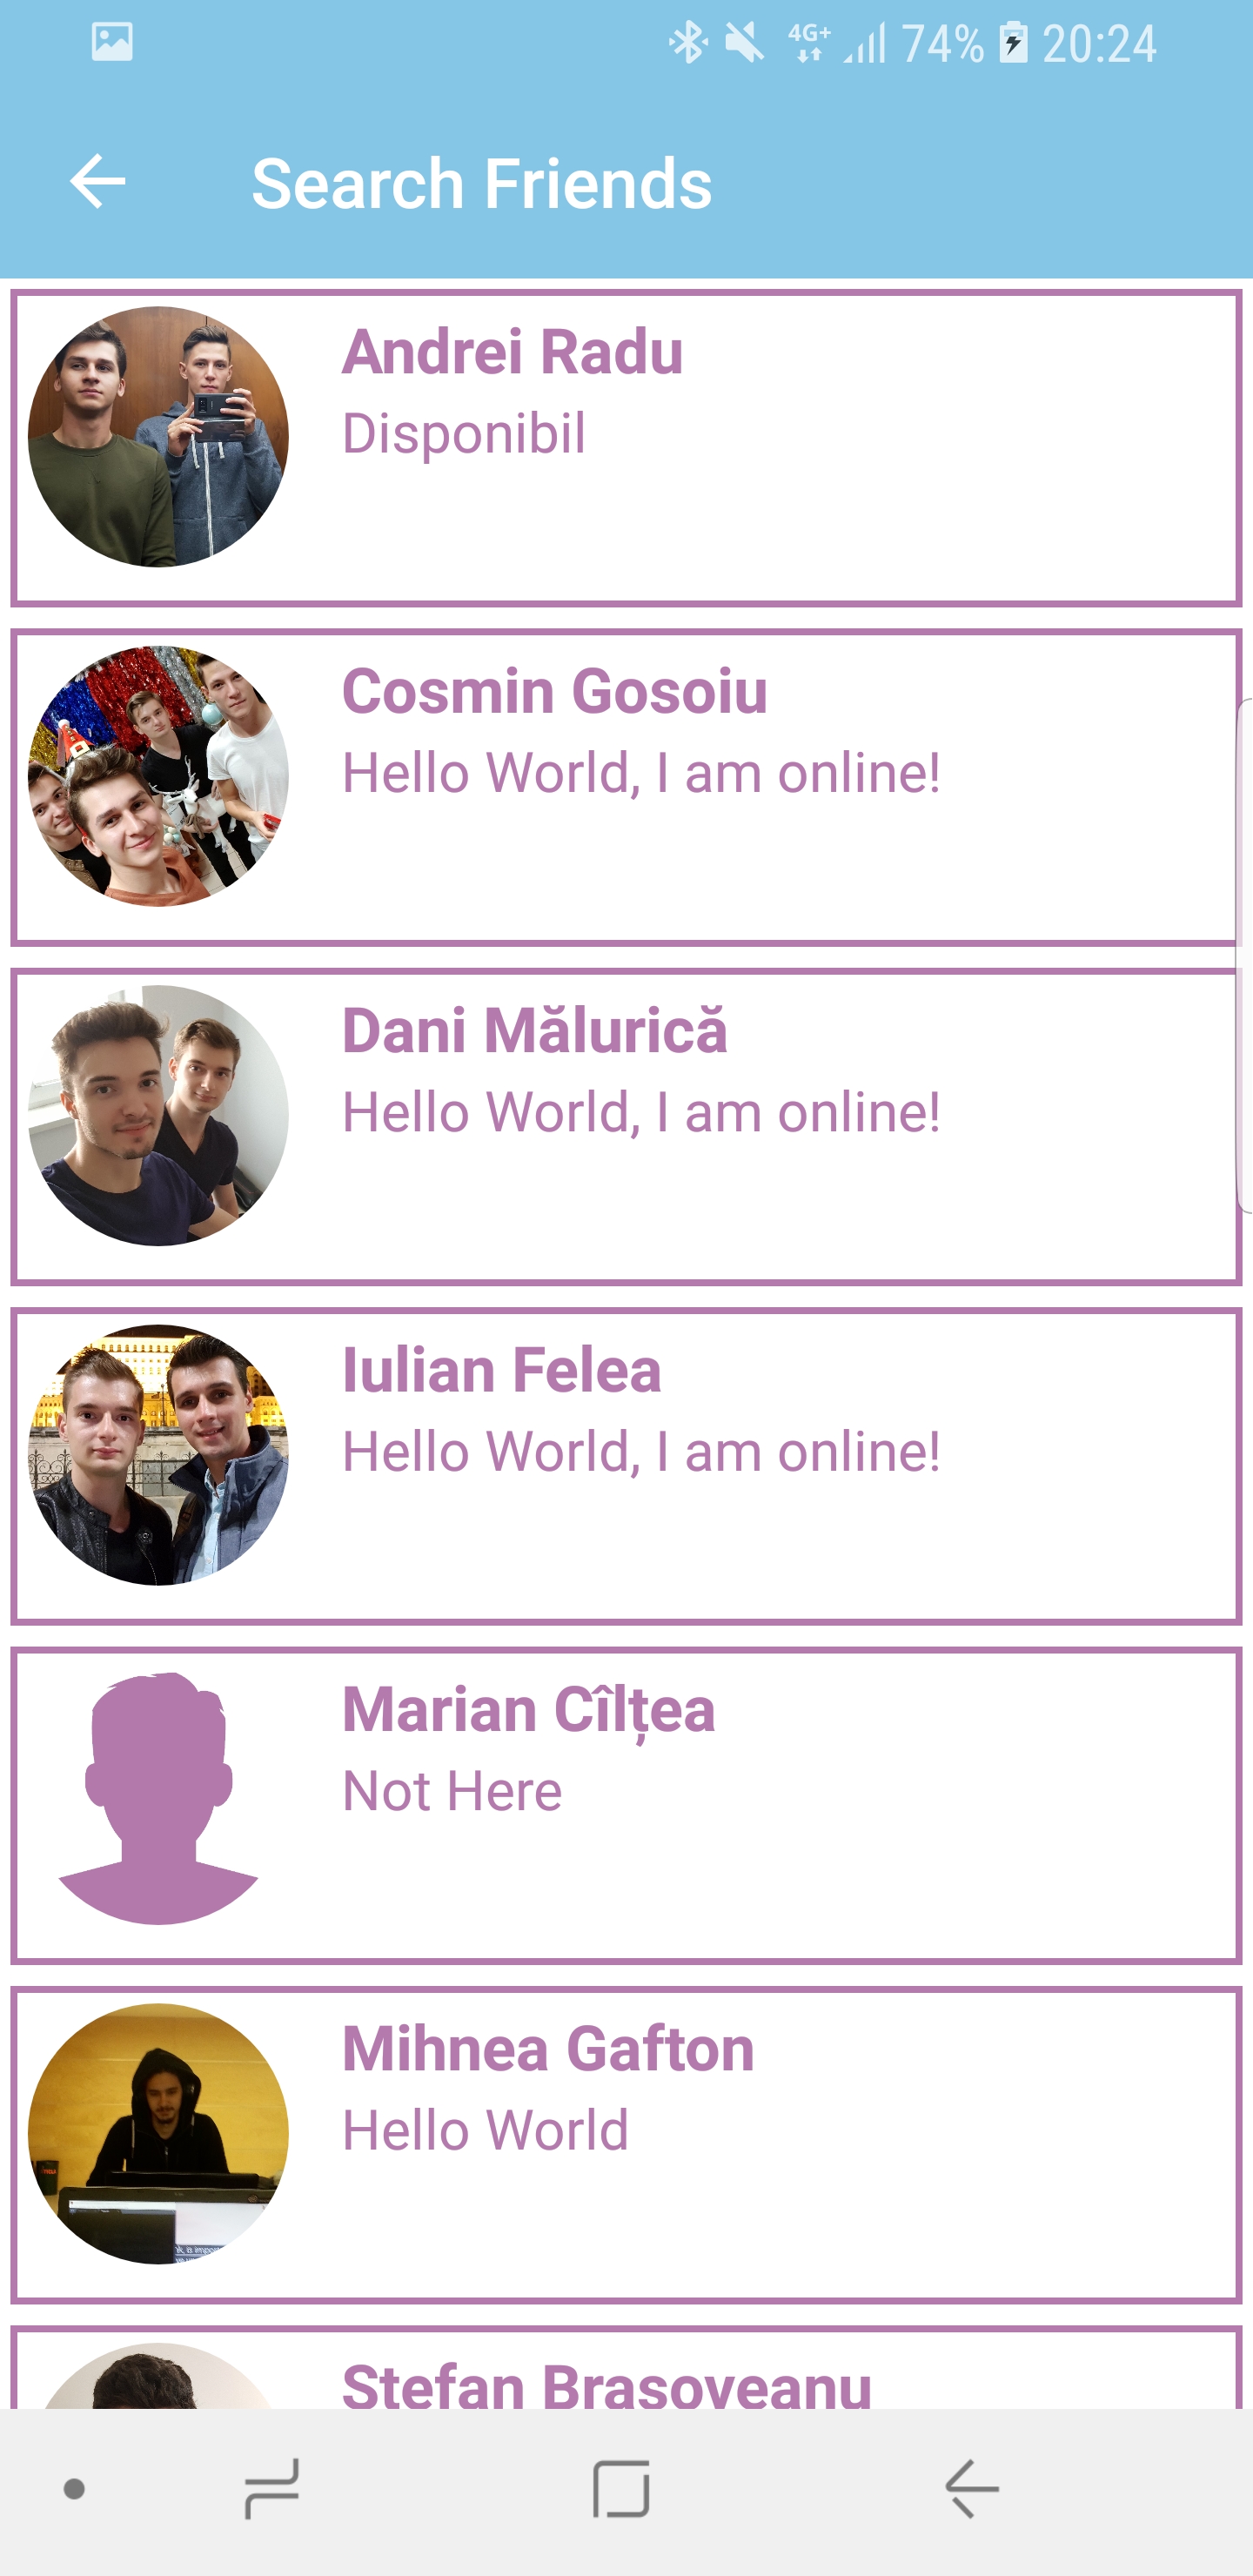 4G+ 74% 20:24
Search Friends
Andrei Radu
Disponibil
Cosmin Gosoiu
Hello World, I am online!
Dani Mălurică
Hello World, I am online!
Iulian Felea
Hello World, I am online!
Marian Cîlțea
Not Here
Mihnea Gafton
Hello World
Stefan Brasoveanu